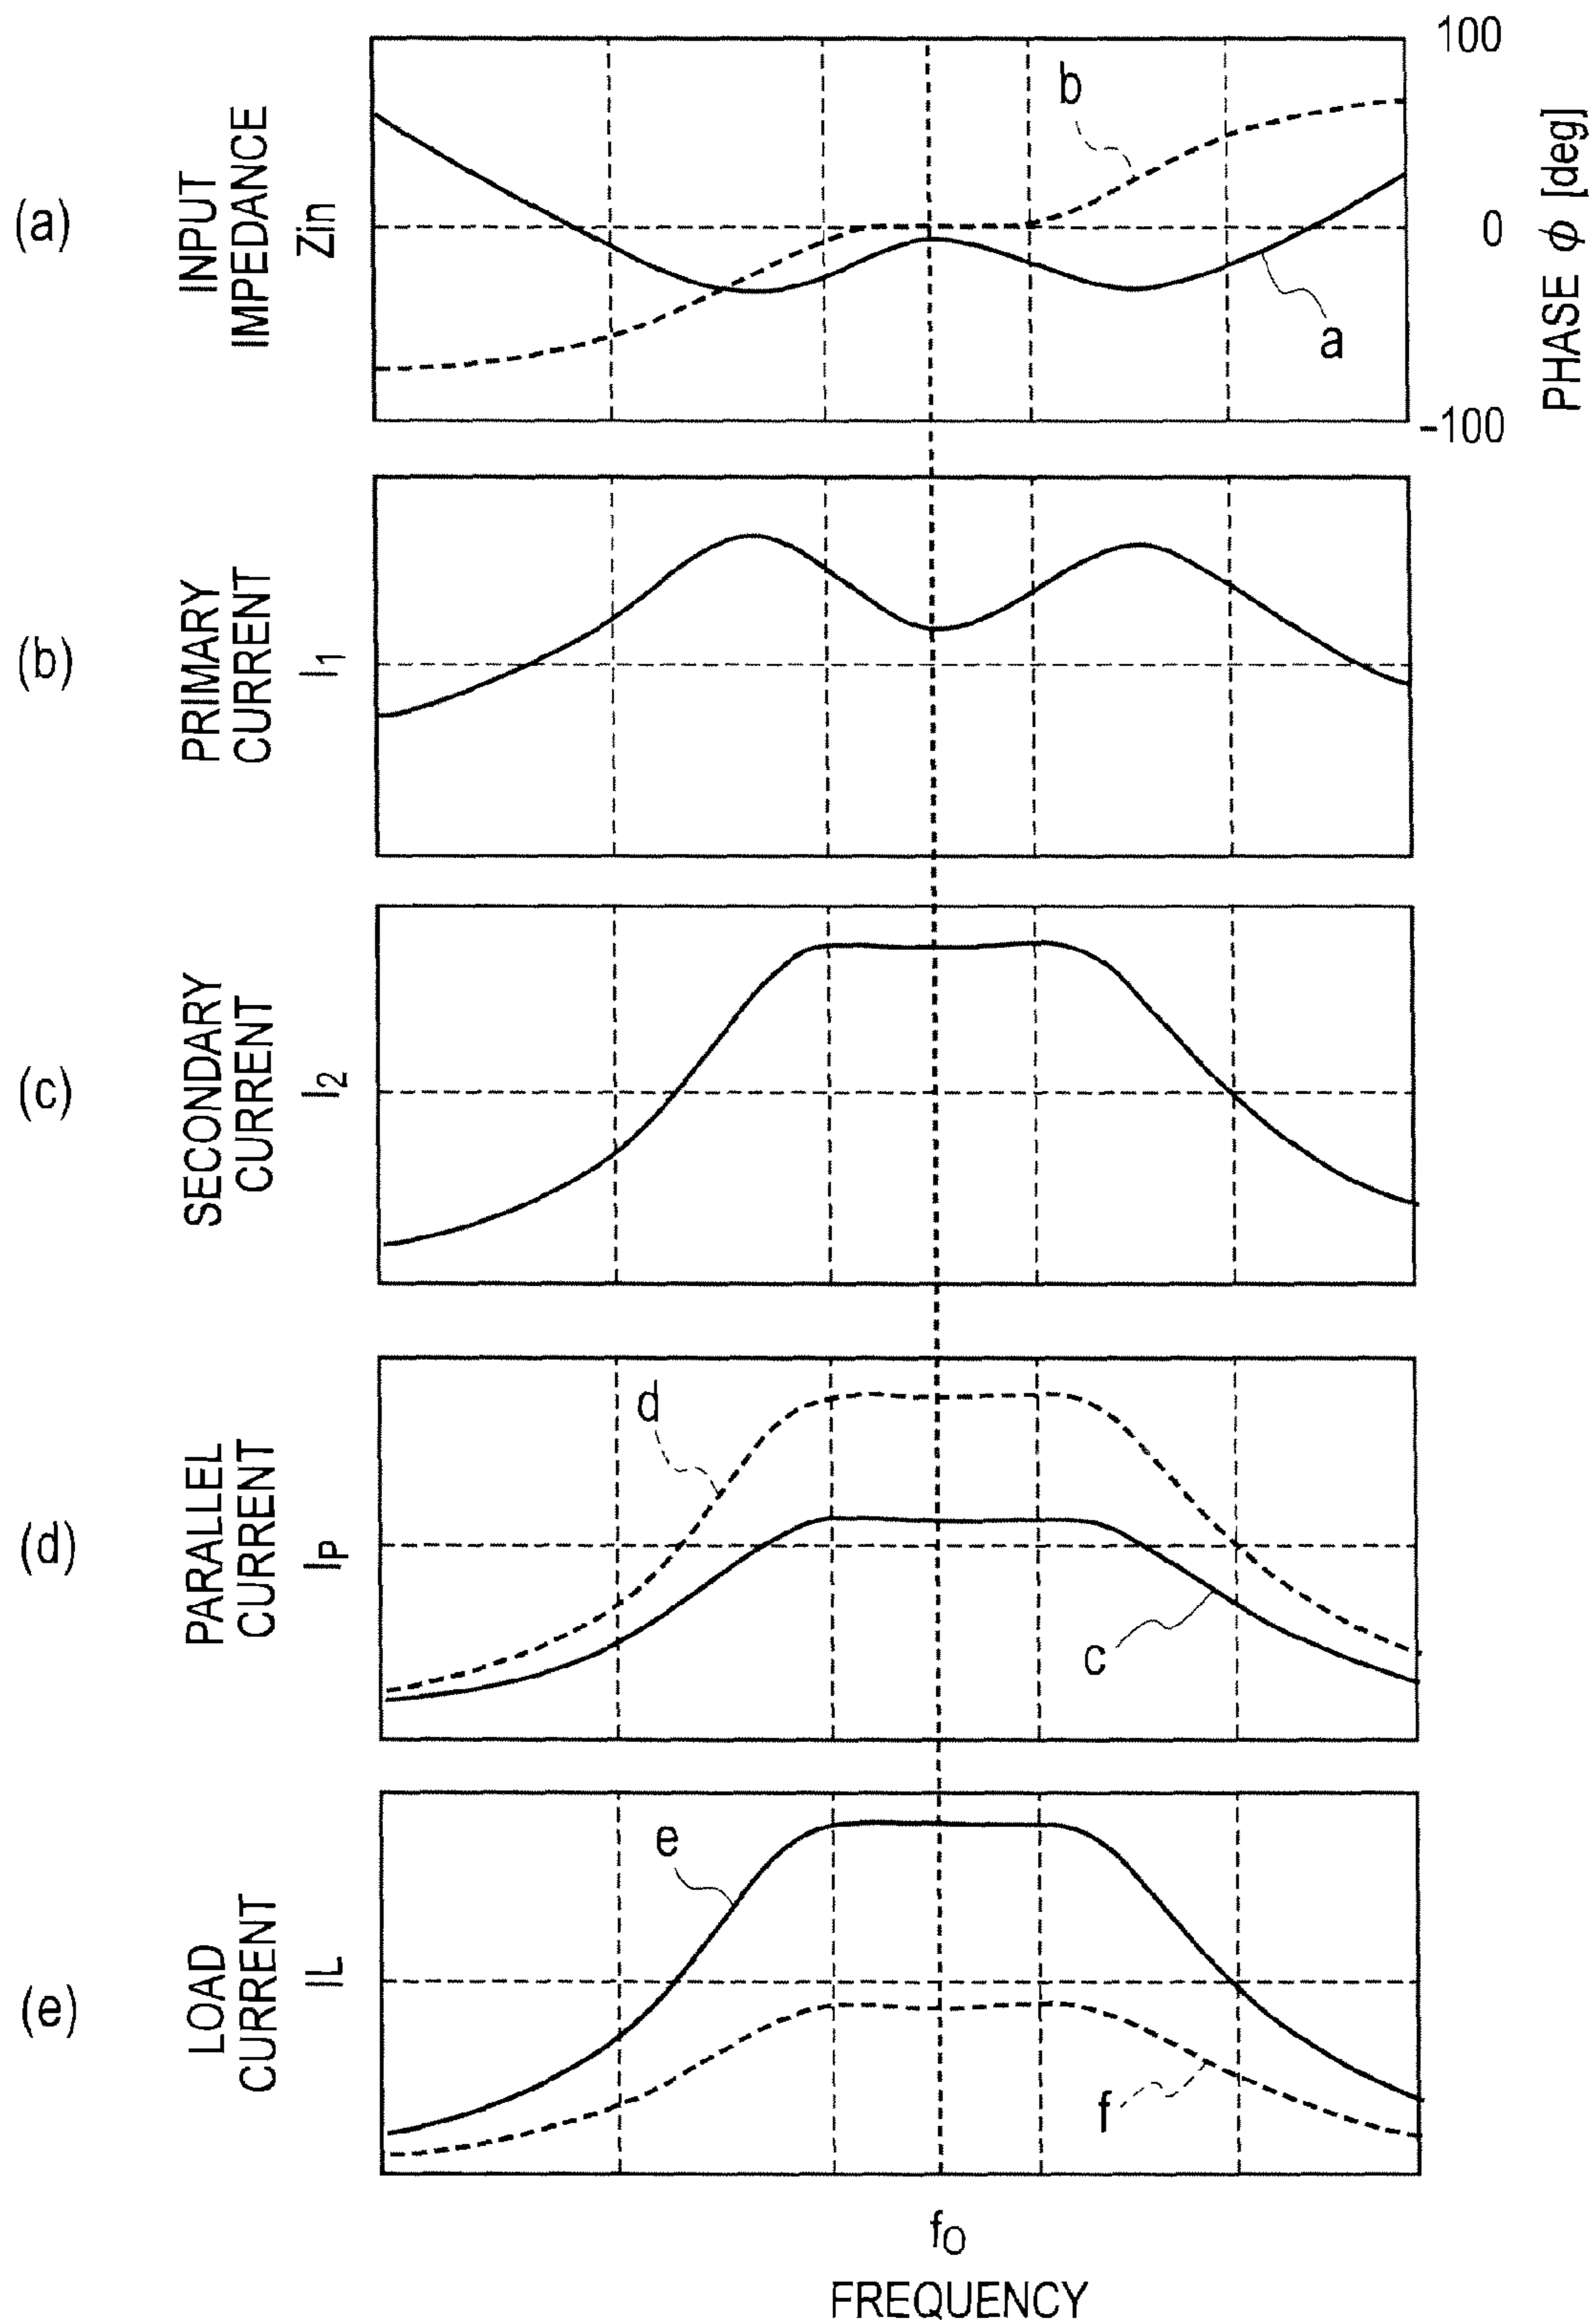 (a)
INPUT
IMPEDANCE
Zin
b
a
100
0
-100
PHASE ϕ [deg]
(b)
PRIMARY
CURRENT
I1
(c)
SECONDARY
CURRENT
I2
(d)
PARALLEL
CURRENT
IP
d
c
(e)
LOAD
CURRENT
IL
e
f
fO
FREQUENCY